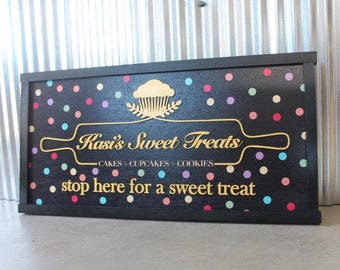 Kasi's Sweet Treats
CAKES - CUPCAKES - COOKIES
stop here for a sweet treat